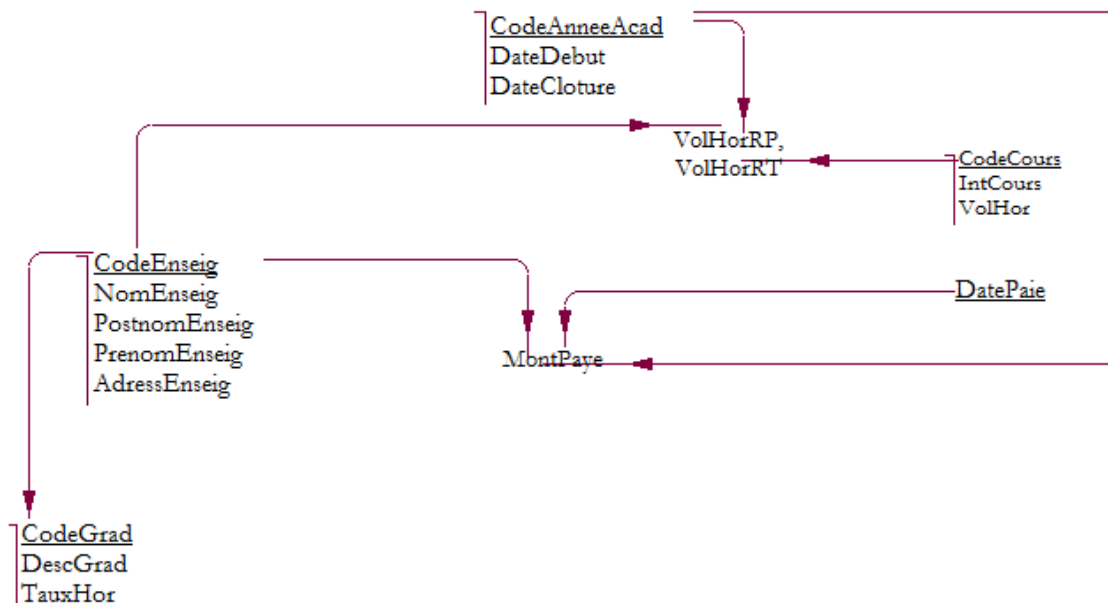 CodeAnneeAcad
DateDebut
DateCloture
VolHorRP,
VolHorRT
CodeCours
IntCours
VolHor
CodeEnseig
NomEnseig
PostnomEnseig
PrenomEnseig
AdressEnseig
DatePaie
MontPaye
CodeGrad
DescGrad
TauxHor